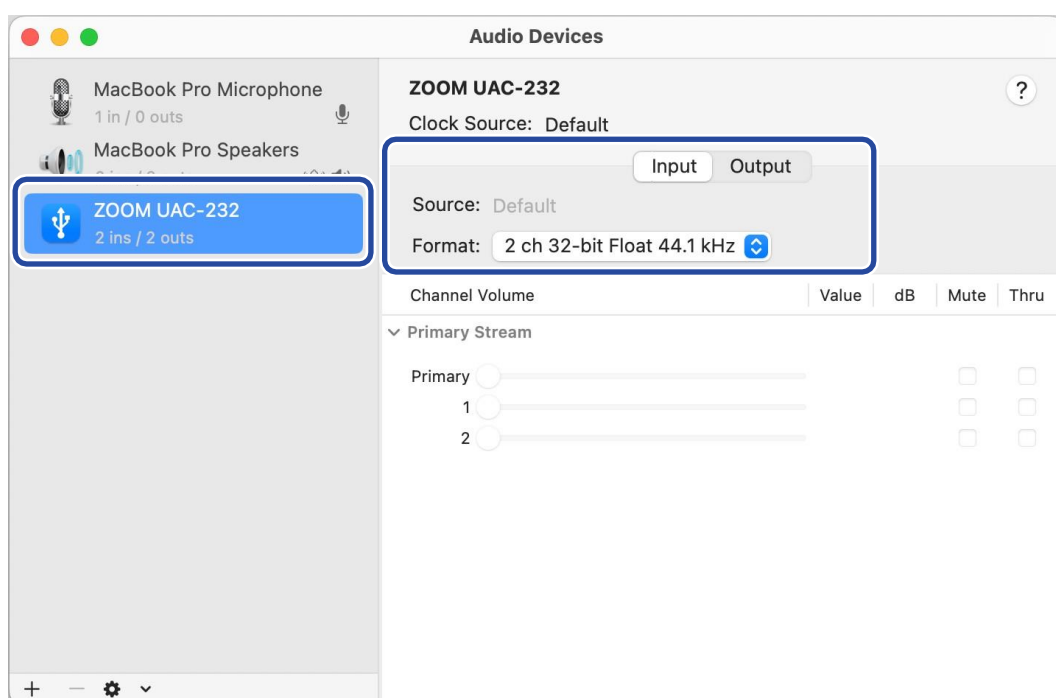 Audio Devices
MacBook Pro Microphone
1 in / 0 outs
MacBook Pro Speakers
ZOOM UAC-232
2 ins / 2 outs
ZOOM UAC-232
?
Clock Source: Default
Input Output
Source: Default
Format: 2 ch 32-bit Float 44.1 kHz
Channel Volume Value dB Mute Thru
Primary Stream
Primary
1
2